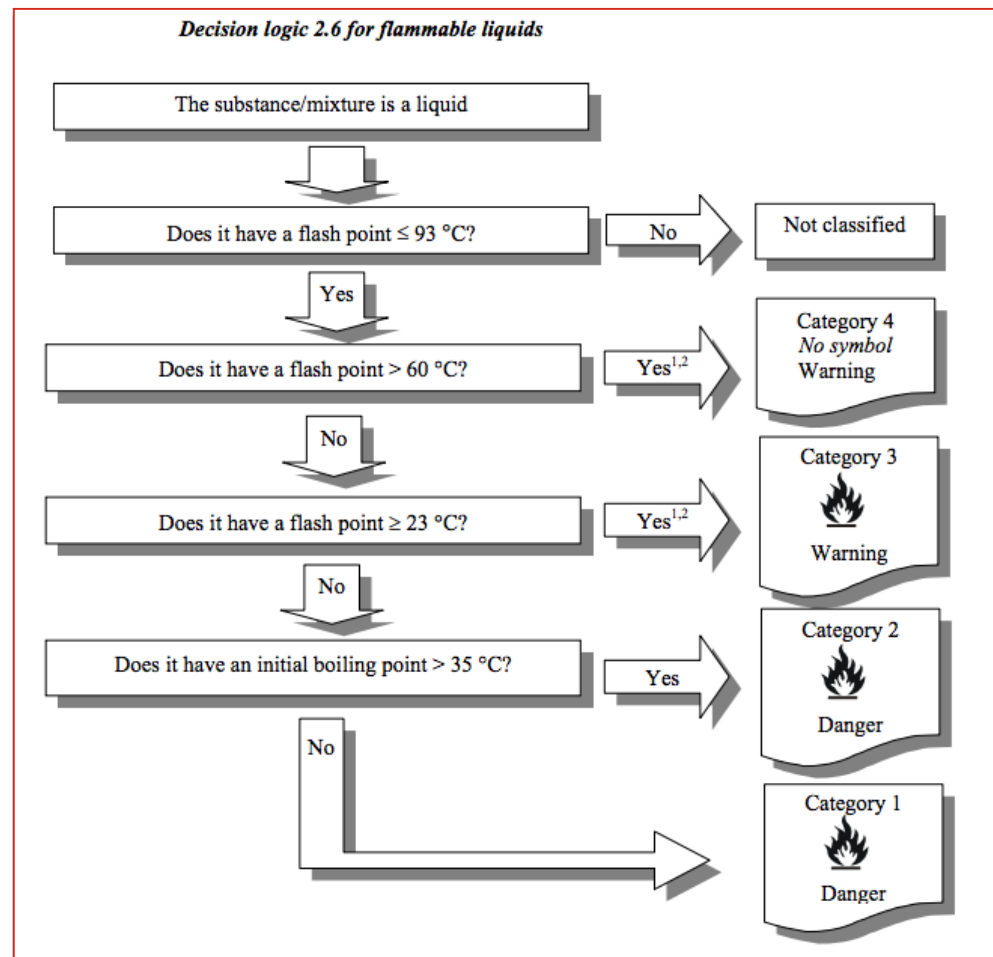 Decision logic 2.6 for flammable liquids
The substance/mixture is a liquid
Does it have a flash point ≤ 93 °C?
No
Not classified
Yes
Does it have a flash point > 60 °C?
Yes1,2
Category 4
No symbol
Warning
No
Does it have a flash point ≥ 23 °C?
Yes1,2
Category 3
Warning
No
Does it have an initial boiling point > 35 °C?
Yes
Category 2
Danger
No
Category 1
Danger